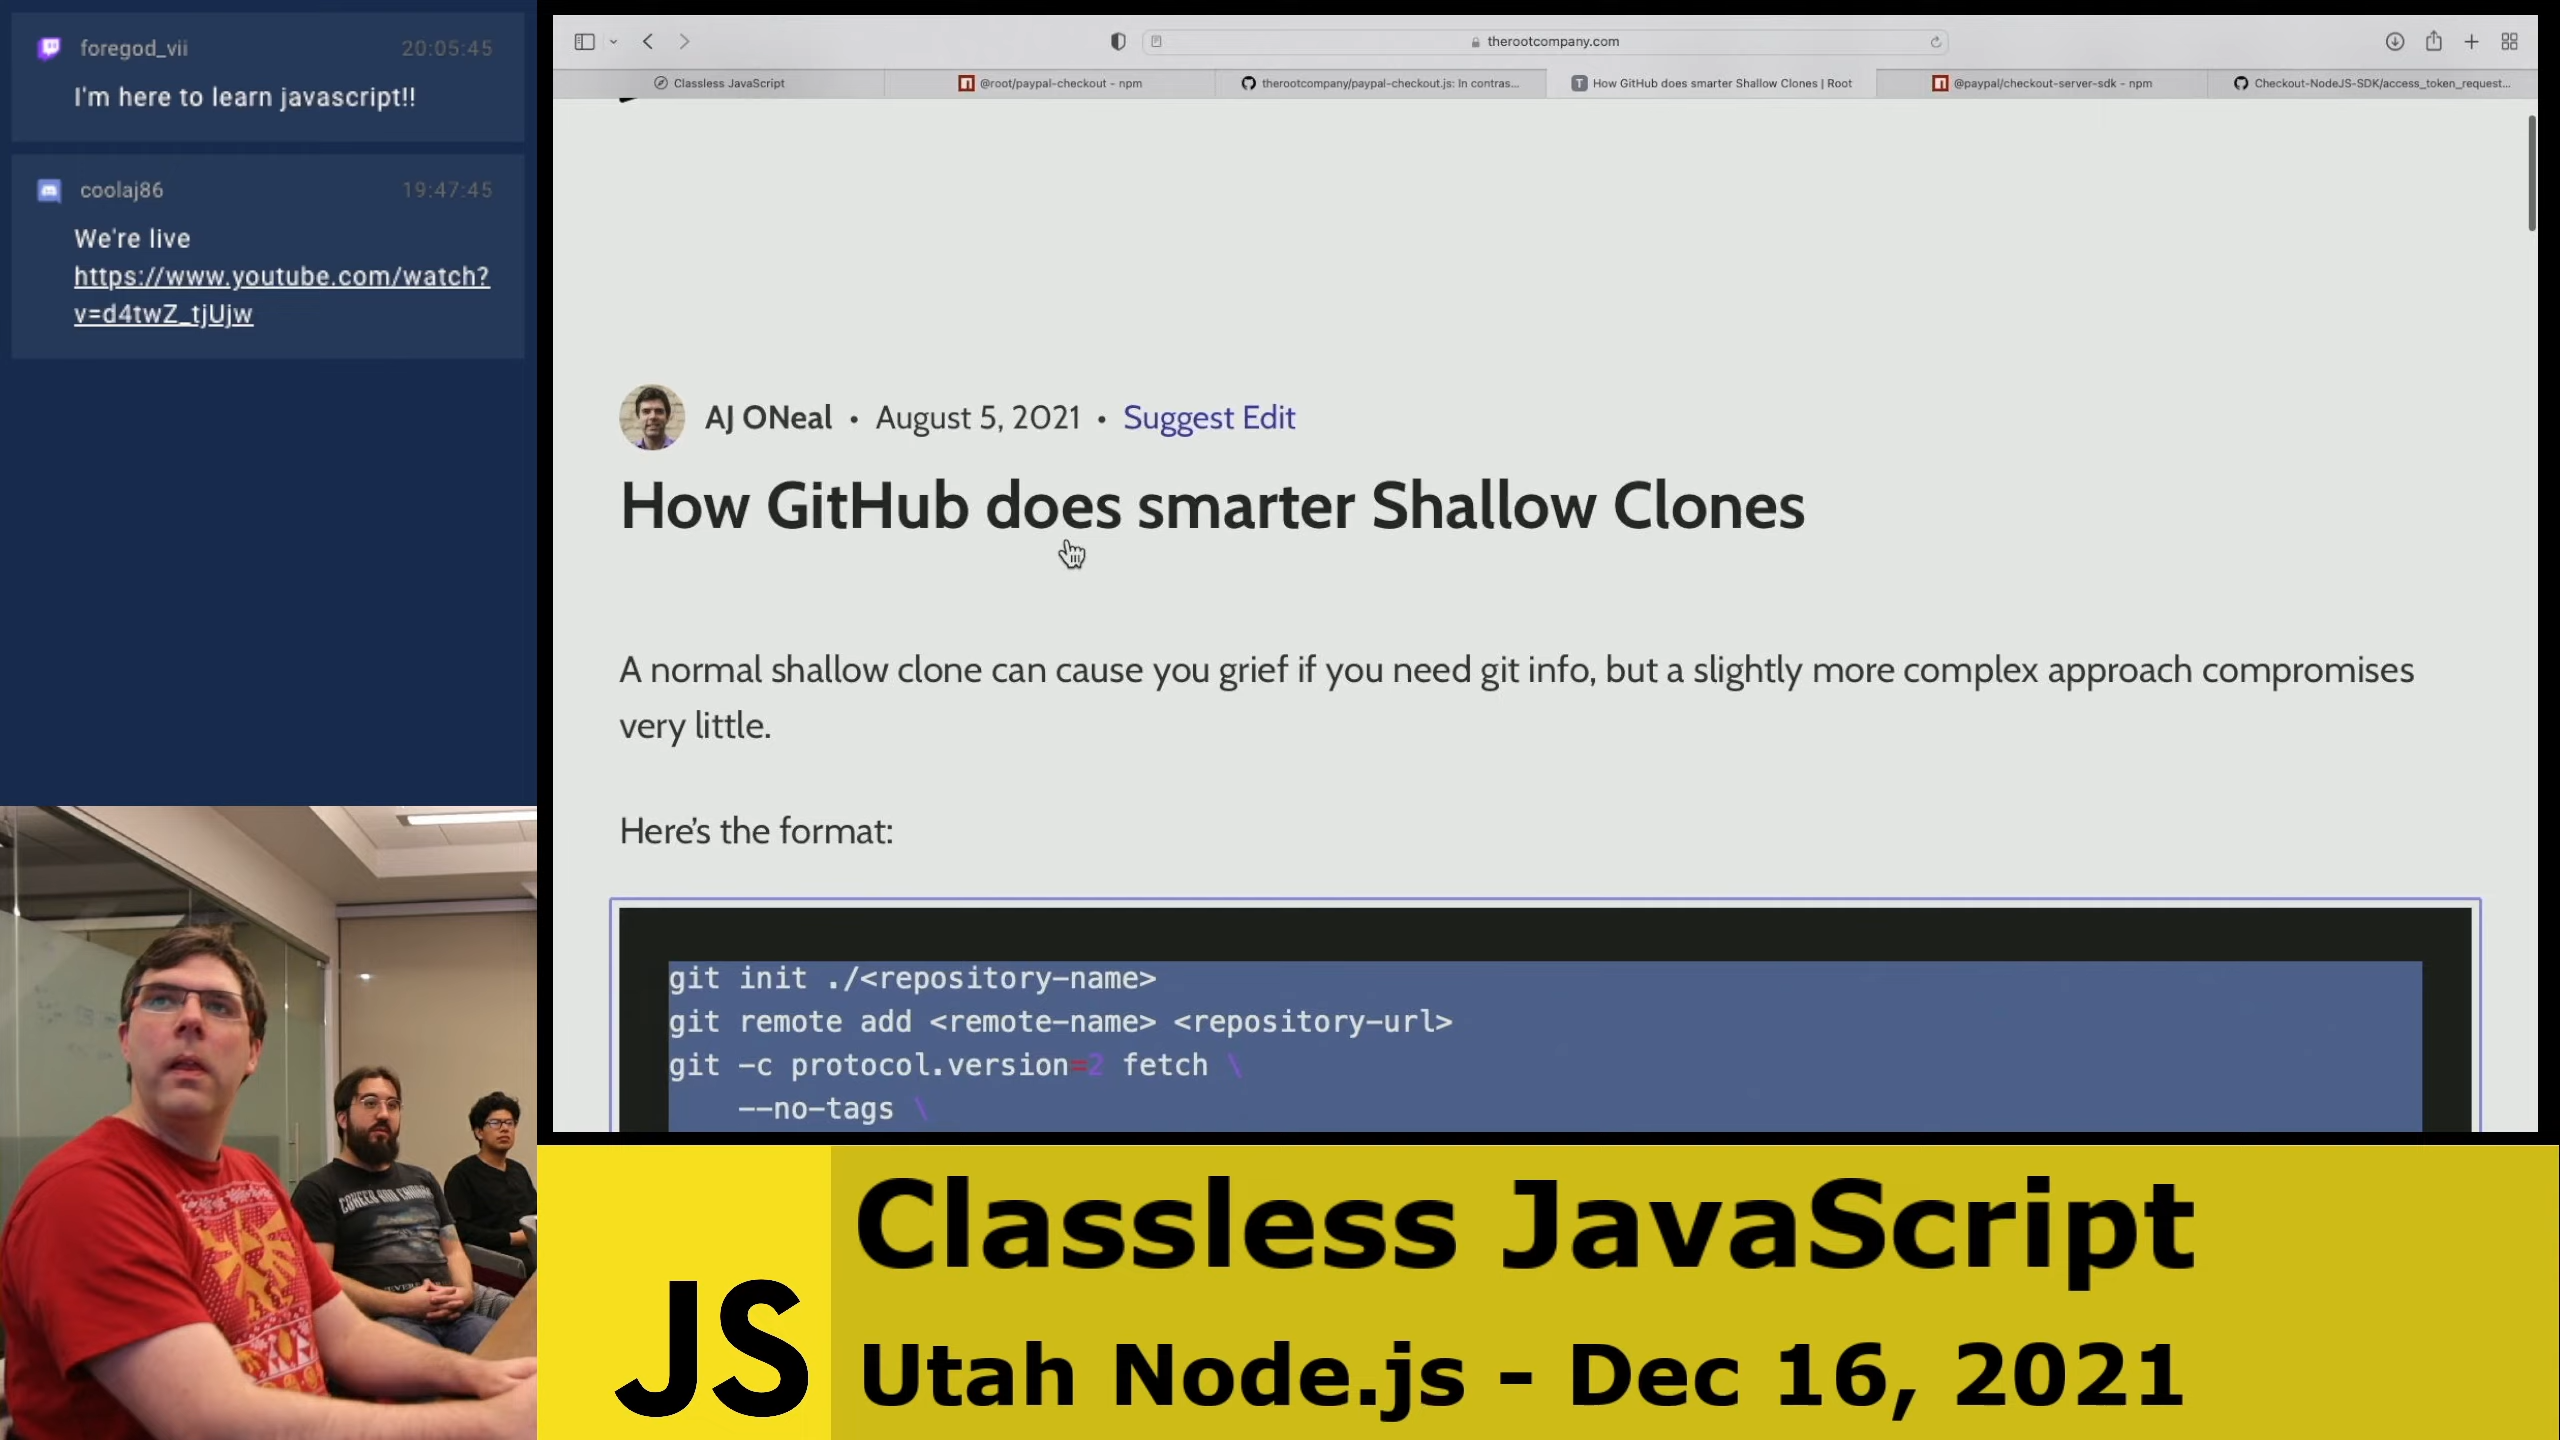 foregod_vii 20:05:45
I'm here to learn javascript!!
coolaj86 19:47:45
We're live
https://www.youtube.com/watch?
v=d4twZ_tjUjw
therootcompany.com
Classless JavaScript
@root/paypal-checkout - npm
therootcompany/paypal-checkout.js: In contras...
T How GitHub does smarter Shallow Clones | Root
@paypal/checkout-server-sdk - npm
Checkout-NodeJS-SDK/access_token_request...
AJ ONeal • August 5, 2021 • Suggest Edit
How GitHub does smarter Shallow Clones
A normal shallow clone can cause you grief if you need git info, but a slightly more complex approach compromises
very little.
Here's the format:
git init ./<repository-name>
git remote add <remote-name> <repository-url>
git -c protocol.version=2 fetch \
--no-tags \
JS
Classless JavaScript
Utah Node.js - Dec 16, 2021